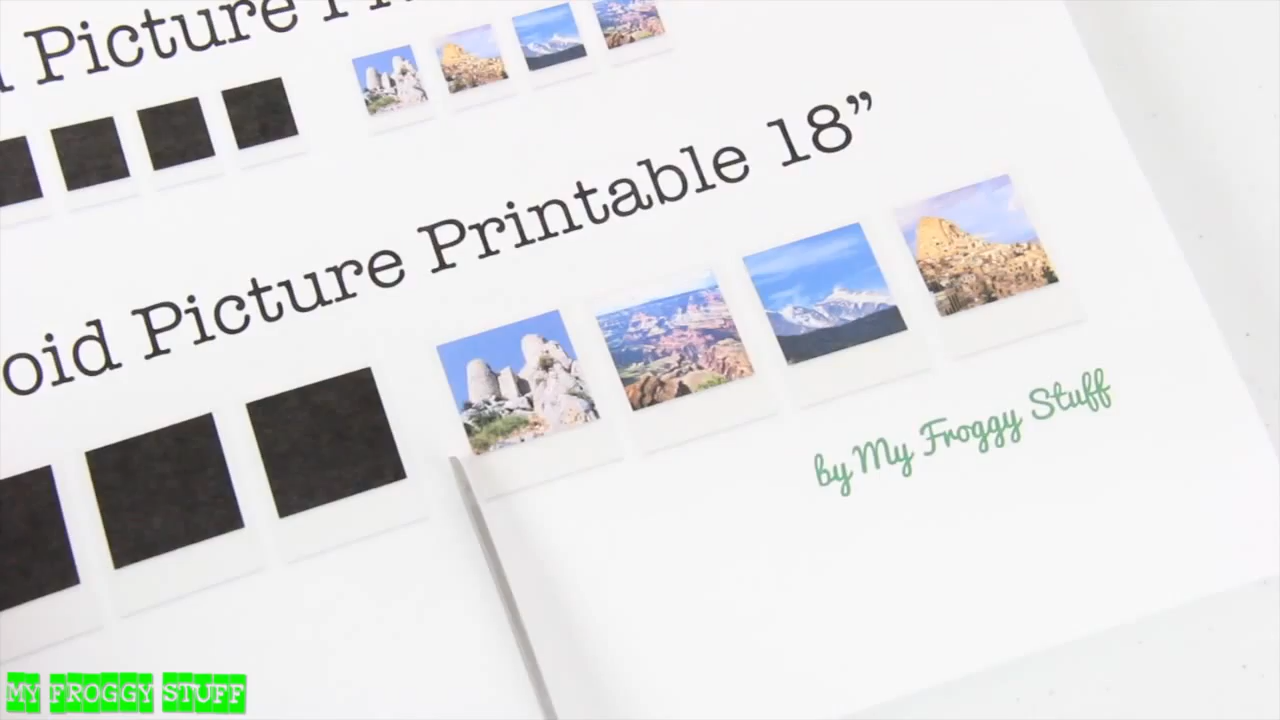 Picture
oid Picture Printable 18”
by My Froggy Stuff
MY FROGGY STUFF